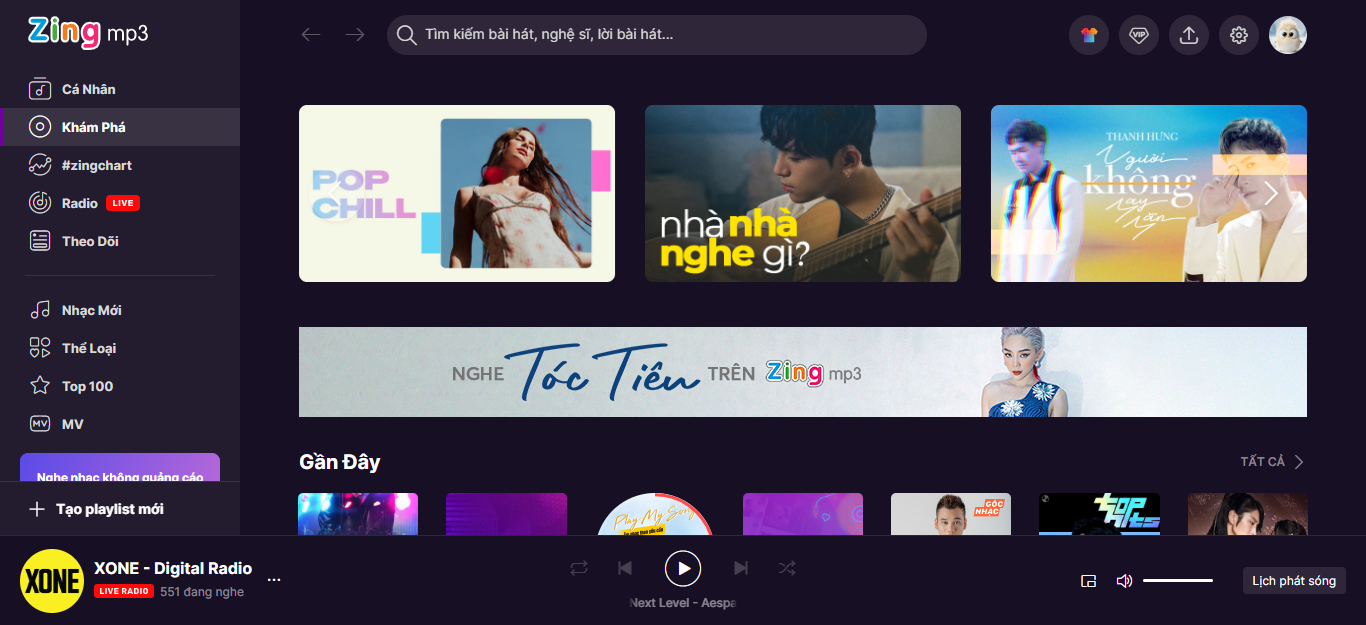 Zing mp3
Tìm kiếm bài hát, nghệ sĩ, lời bài hát...
VIP
Cá Nhân
Khám Phá
#zingchart
Radio LIVE
Theo Dõi
Nhạc Mới
Thể Loại
Top 100
MV MV
Nghe nhạc không quảng cáo
Tạo playlist mới
POP
CHILL
nhà nhà
nghe gì?
THANH HƯNG
Người
không
may
mắn
NGHE Tóc Tiên TRÊN Zing mp3
Gần Đây
TẤT CẢ
Play My Song
GÓC
NHẠC
top
hits
XONE
XONE - Digital Radio
LIVE RADIO 551 đang nghe
...
Next Level - Aespa
Lịch phát sóng